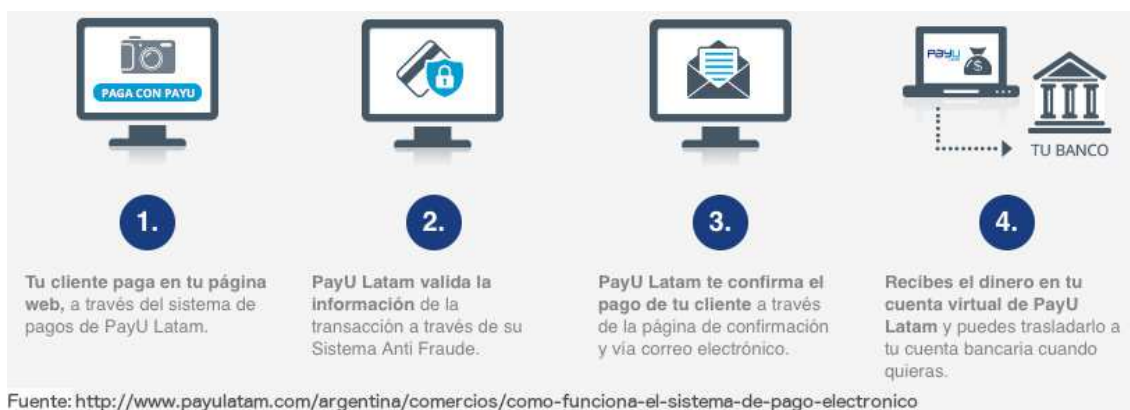 PAGA CON PAYU
PayU
TU BANCO
1.
2.
3.
4.
Tu cliente paga en tu página
web, a través del sistema de
pagos de PayU Latam.
PayU Latam valida la
información de la
transacción a través de su
Sistema Anti Fraude.
PayU Latam te confirma el
pago de tu cliente a través
de la página de confirmación
y vía correo electrónico.
Recibes el dinero en tu
cuenta virtual de PayU
Latam y puedes trasladarlo a
tu cuenta bancaria cuando
quieras.
Fuente: http://www.payulatam.com/argentina/comercios/como-funciona-el-sistema-de-pago-electronico